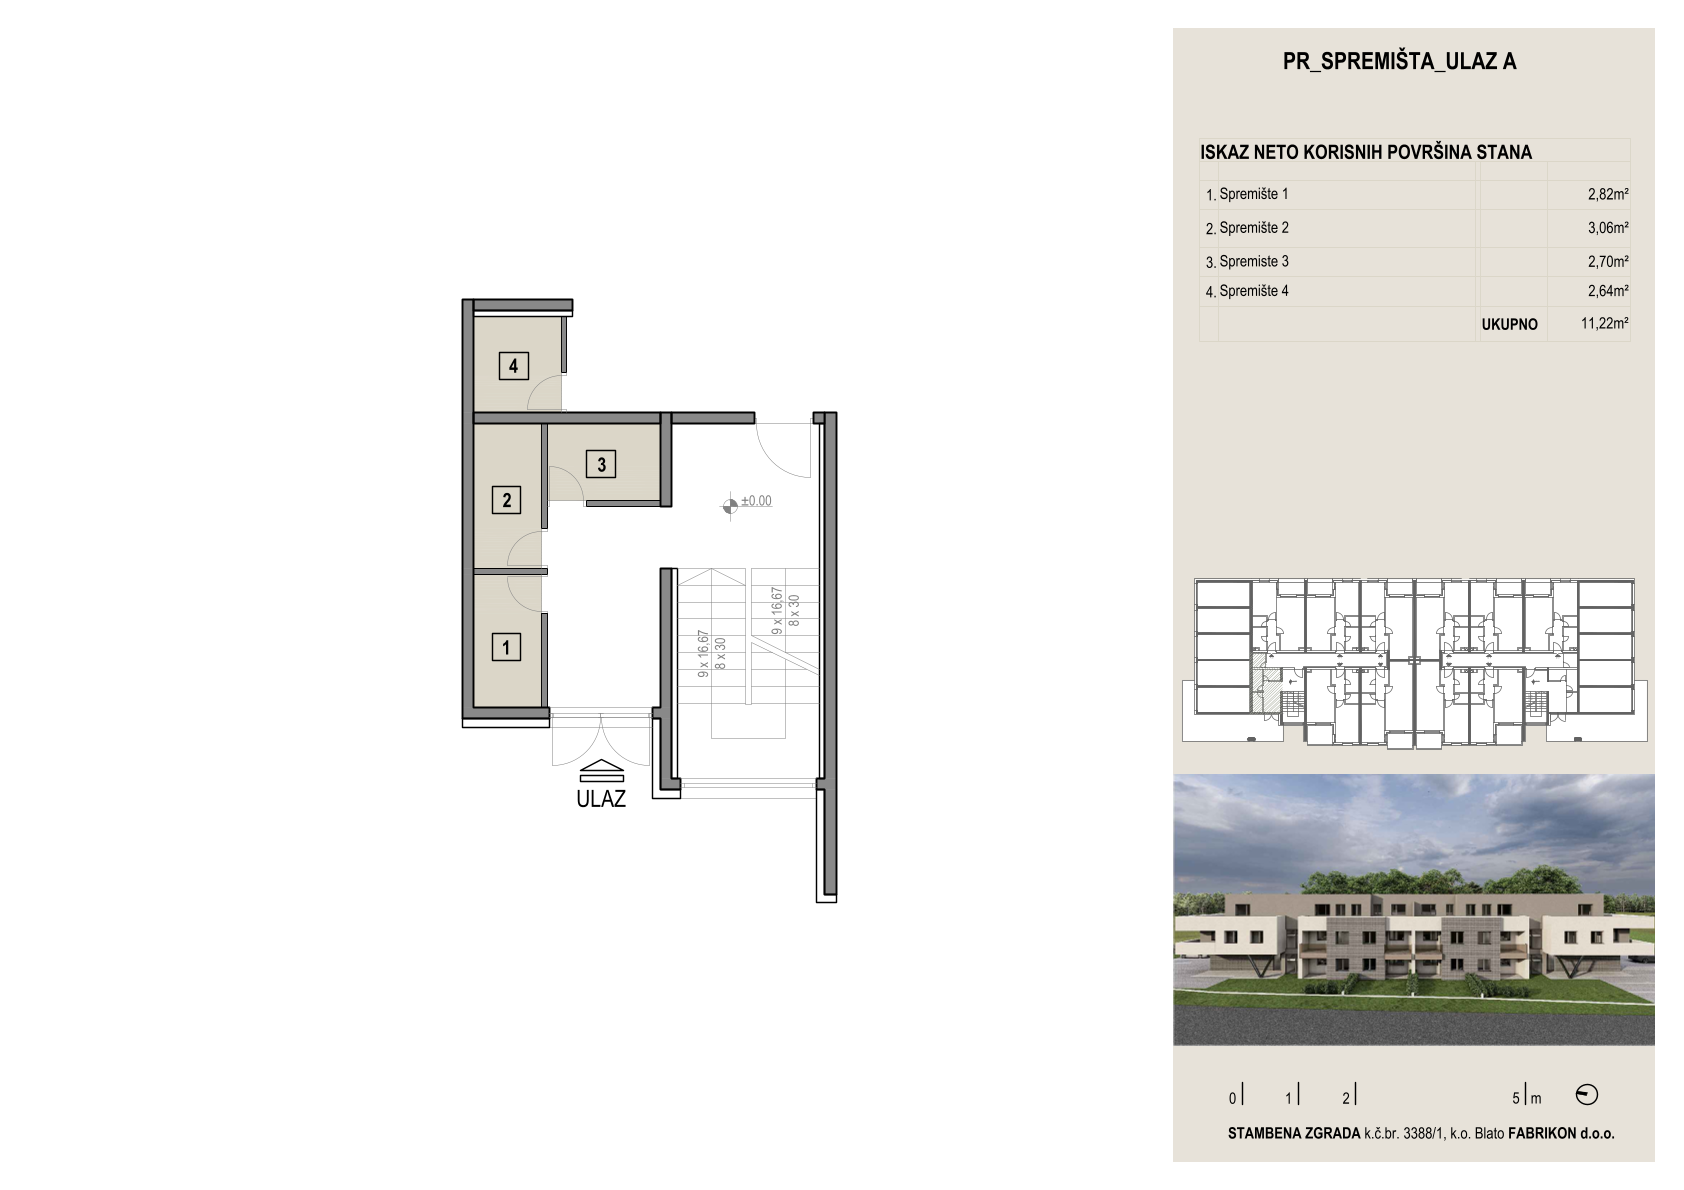 PR_SPREMIŠTA_ULAZ A
ISKAZ NETO KORISNIH POVRŠINA STANA
1. Spremište 1 2,82m²
2. Spremište 2 3,06m²
3. Spremiste 3 2,70m²
4. Spremište 4 2,64m²
UKUPNO 11,22m²
4
3
2
±0.00
1
9 x 16,67
8 x 30
9 x 16,67
8 x 30
ULAZ
0 1 2 5 m
STAMBENA ZGRADA k.č.br. 3388/1, k.o. Blato FABRIKON d.o.o.